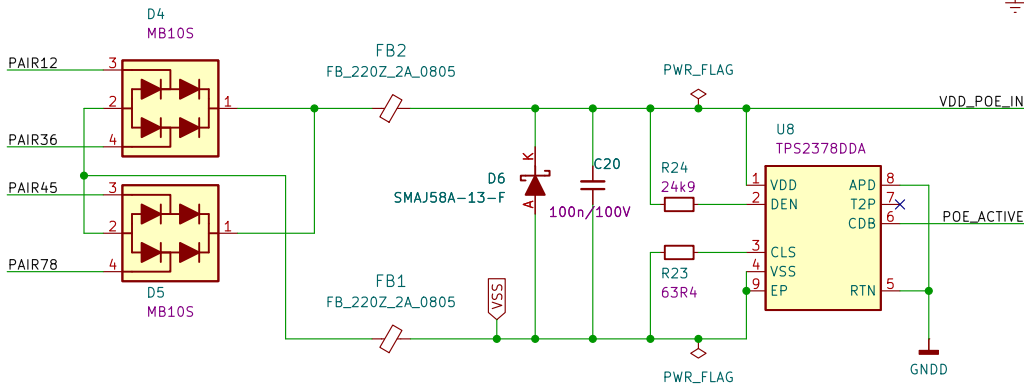 D4
MB10S
PAIR12
3
2
1
PAIR36
4
PAIR45
3
2
1
PAIR78
4
D5
MB10S
FB2
FB_220Z_2A_0805
FB1
FB_220Z_2A_0805
VSS
K
D6
SMAJ58A-13-F
A
C20
100n/100V
PWR_FLAG
R24
24k9
R23
63R4
PWR_FLAG
VDD_POE_IN
U8
TPS2378DDA
1 VDD APD 8
2 DEN T2P 7
CDB 6
POE_ACTIVE
3 CLS
4 VSS
9 EP RTN 5
GNDD